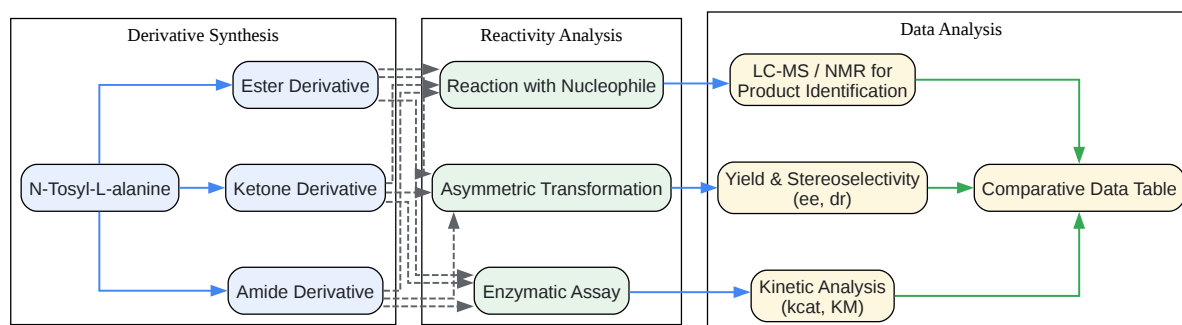 Derivative Synthesis
Reactivity Analysis
Data Analysis
Ester Derivative
Reaction with Nucleophile
LC-MS / NMR for
Product Identification
N-Tosyl-L-alanine
Ketone Derivative
Asymmetric Transformation
Yield & Stereoselectivity
(ee, dr)
Comparative Data Table
Amide Derivative
Enzymatic Assay
Kinetic Analysis
(kcat, KM)